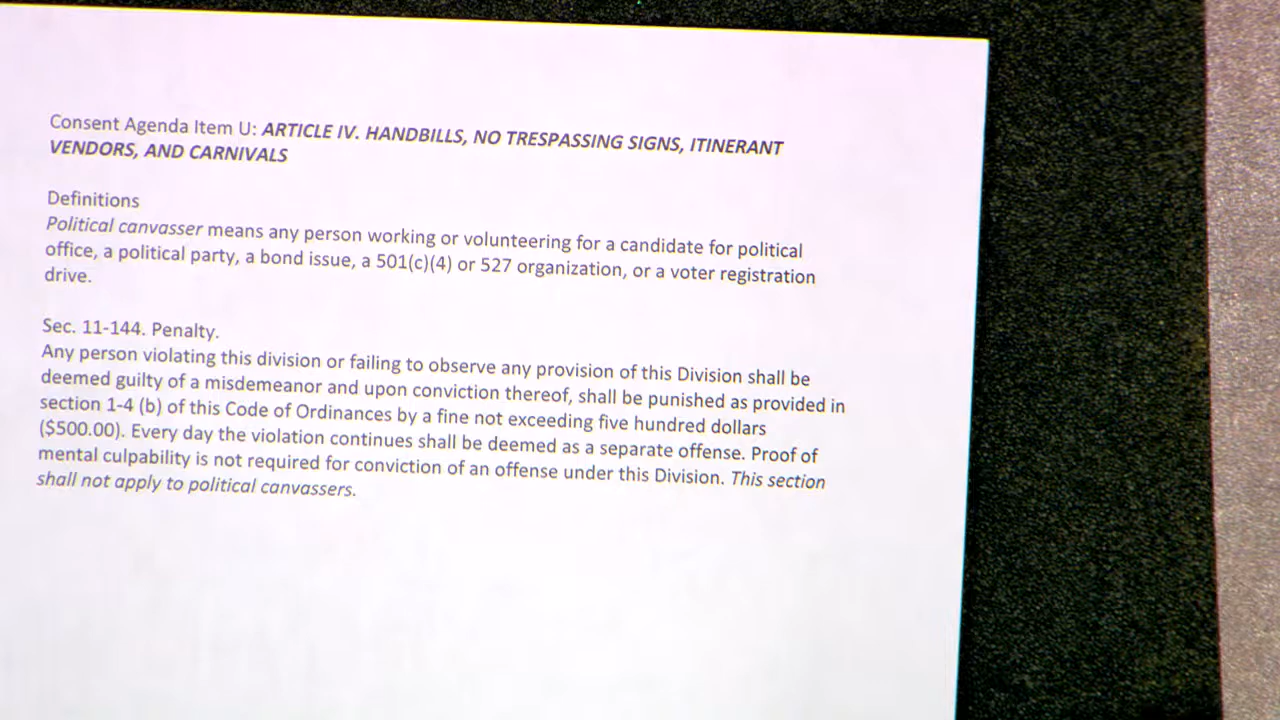 Consent Agenda Item U: ARTICLE IV. HANDBILLS, NO TRESPASSING SIGNS, ITINERANT
VENDORS, AND CARNIVALS
Definitions
Political canvasser means any person working or volunteering for a candidate for political
office, a political party, a bond issue, a 501(c)(4) or 527 organization, or a voter registration
drive.
Sec. 11-144. Penalty.
Any person violating this division or failing to observe any provision of this Division shall be
deemed guilty of a misdemeanor and upon conviction thereof, shall be punished as provided in
section 1-4 (b) of this Code of Ordinances by a fine not exceeding five hundred dollars
($500.00). Every day the violation continues shall be deemed as a separate offense. Proof of
mental culpability is not required for conviction of an offense under this Division. This section
shall not apply to political canvassers.